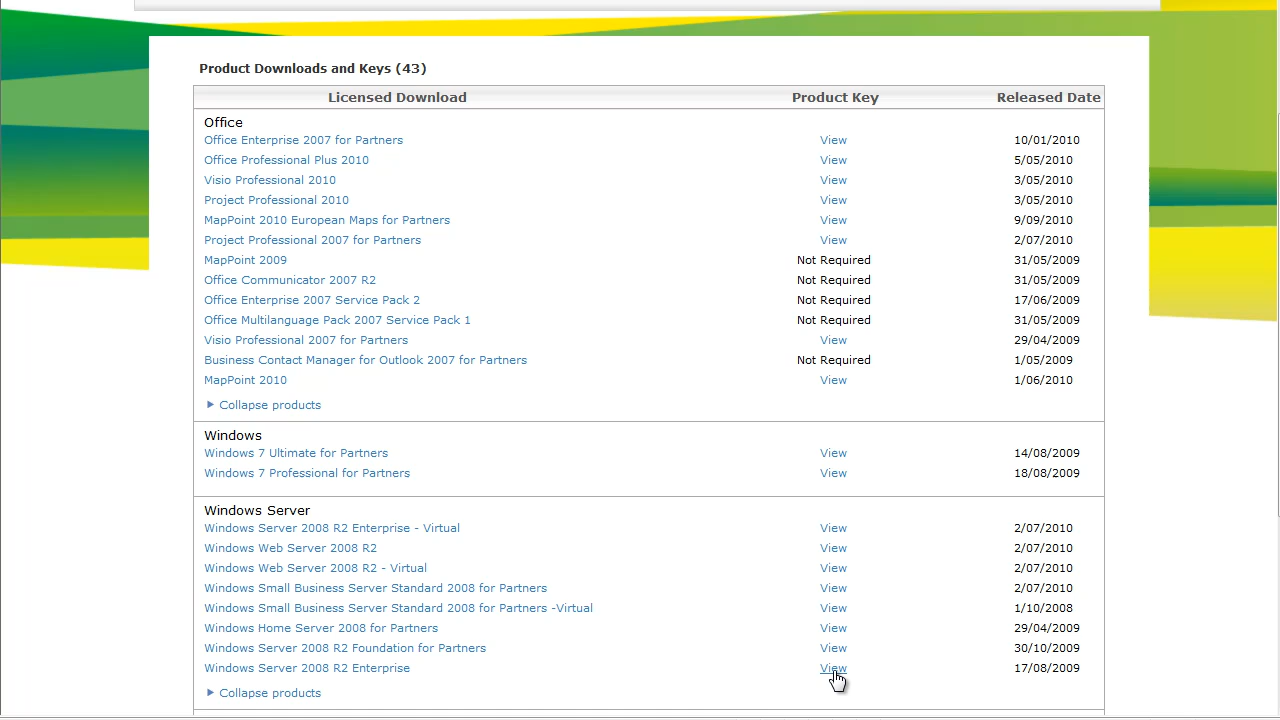 Product Downloads and Keys (43)
Licensed Download Product Key Released Date
Office
Office Enterprise 2007 for Partners View 10/01/2010
Office Professional Plus 2010 View 5/05/2010
Visio Professional 2010 View 3/05/2010
Project Professional 2010 View 3/05/2010
MapPoint 2010 European Maps for Partners View 9/09/2010
Project Professional 2007 for Partners View 2/07/2010
MapPoint 2009 Not Required 31/05/2009
Office Communicator 2007 R2 Not Required 31/05/2009
Office Enterprise 2007 Service Pack 2 Not Required 17/06/2009
Office Multilanguage Pack 2007 Service Pack 1 Not Required 31/05/2009
Visio Professional 2007 for Partners View 29/04/2009
Business Contact Manager for Outlook 2007 for Partners Not Required 1/05/2009
MapPoint 2010 View 1/06/2010
Collapse products
Windows
Windows 7 Ultimate for Partners View 14/08/2009
Windows 7 Professional for Partners View 18/08/2009
Windows Server
Windows Server 2008 R2 Enterprise - Virtual View 2/07/2010
Windows Web Server 2008 R2 View 2/07/2010
Windows Web Server 2008 R2 - Virtual View 2/07/2010
Windows Small Business Server Standard 2008 for Partners View 2/07/2010
Windows Small Business Server Standard 2008 for Partners -Virtual View 1/10/2008
Windows Home Server 2008 for Partners View 29/04/2009
Windows Server 2008 R2 Foundation for Partners View 30/10/2009
Windows Server 2008 R2 Enterprise View 17/08/2009
Collapse products